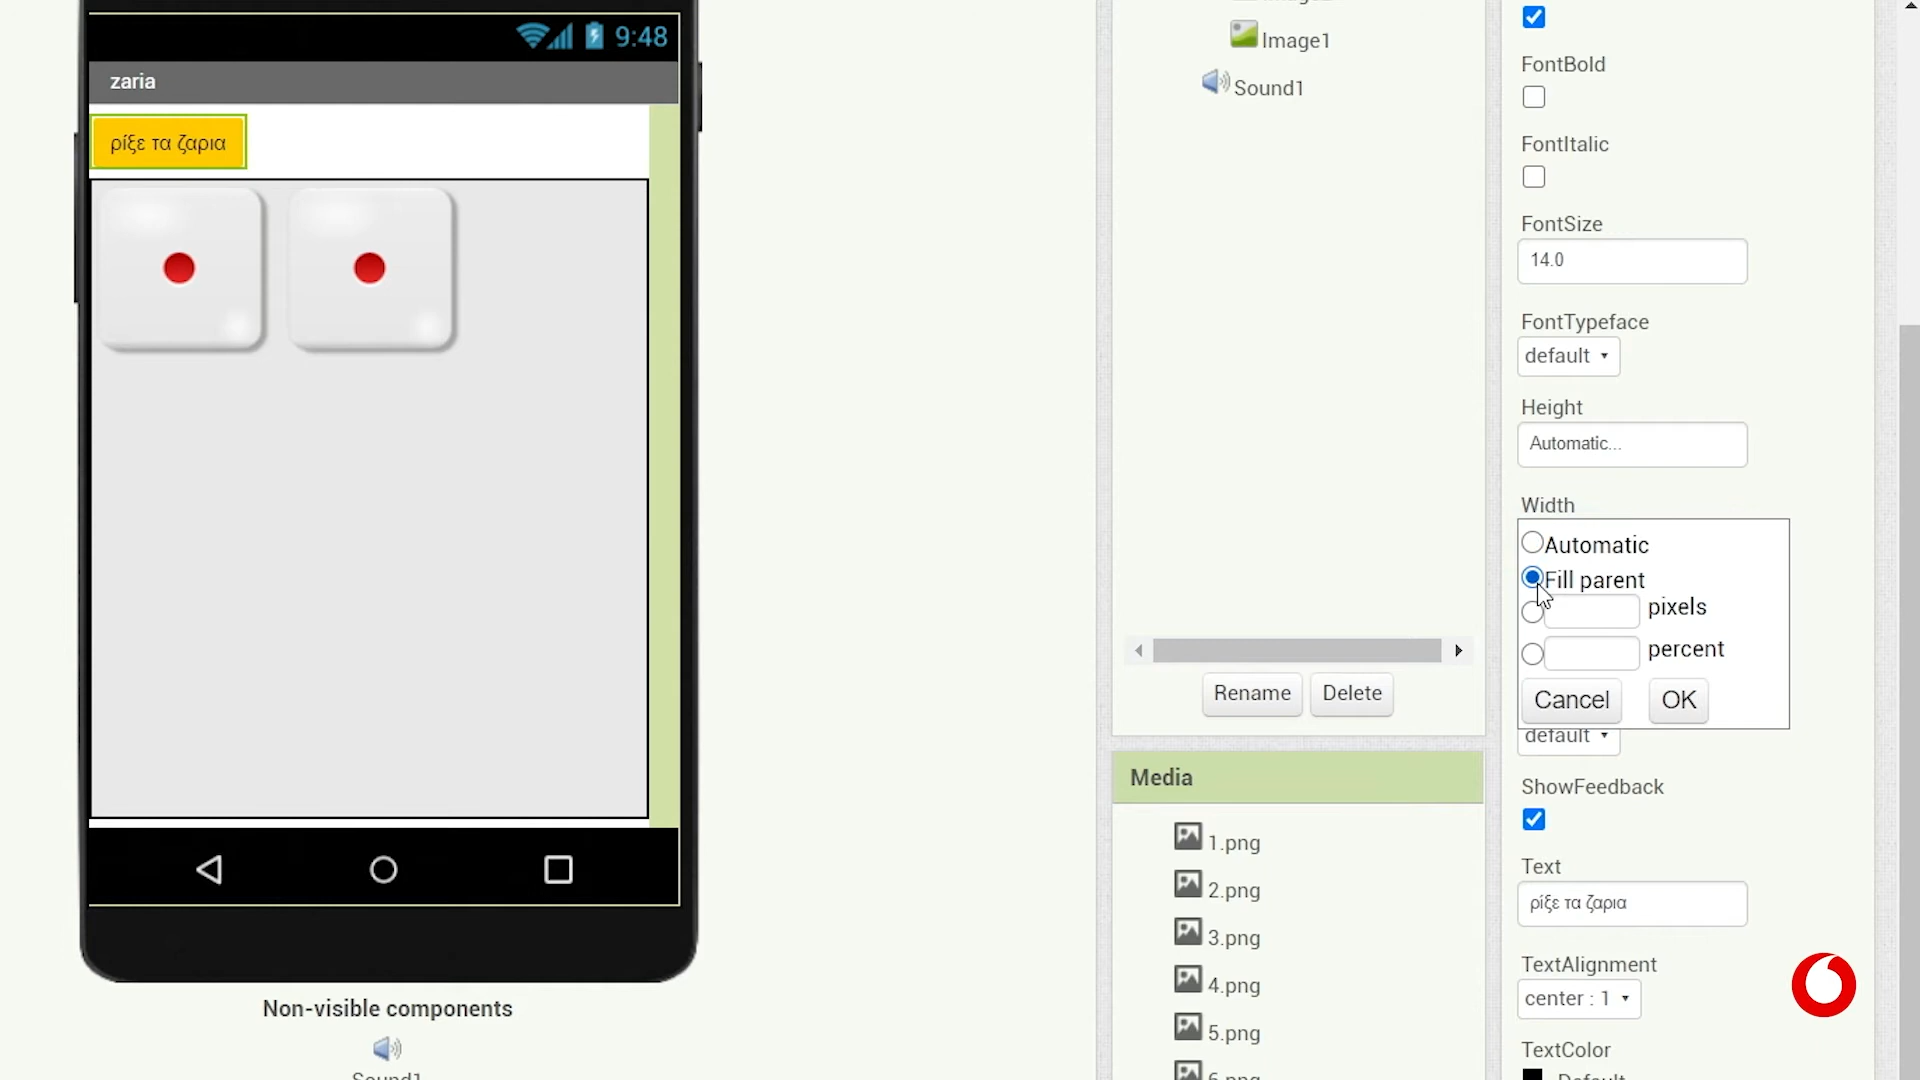 9:48
zaria
ρίξε τα ζαρια
Non-visible components
Image1
Sound1
Rename
Delete
Media
1.png
2.png
3.png
4.png
5.png
FontBold
FontItalic
FontSize
14.0
FontTypeface
default
Height
Automatic...
Width
Automatic
Fill parent
pixels
percent
Cancel
OK
default
ShowFeedback
Text
ρίξε τα ζαρια
TextAlignment
center : 1
TextColor